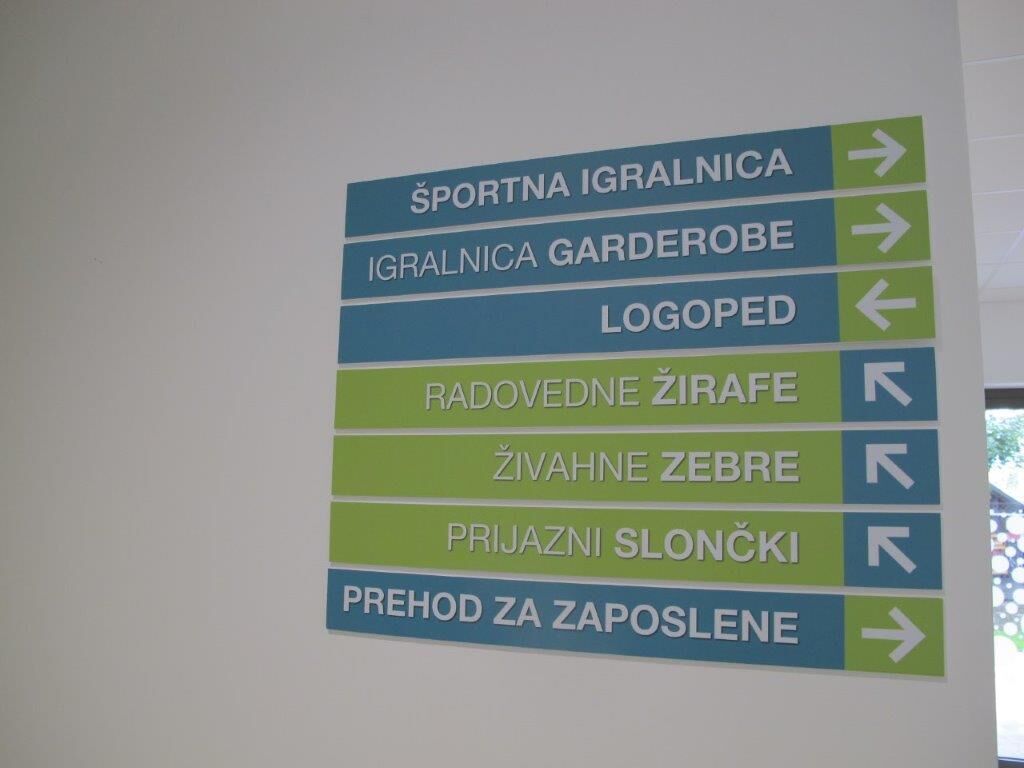 ŠPORTNA IGRALNICA
IGRALNICA GARDEROBE
LOGOPED
RADOVEDNE ŽIRAFE
ŽIVAHNE ZEBRE
PRIJAZNI SLONČKI
PREHOD ZA ZAPOSLENE